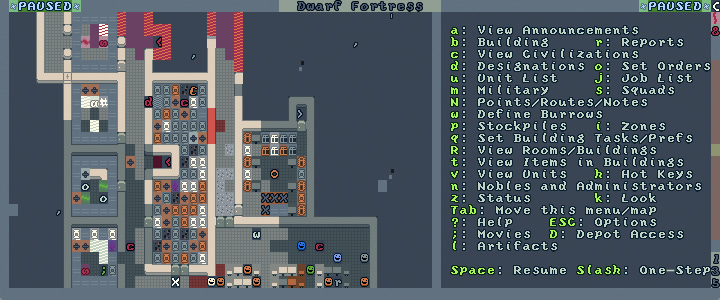 *PAUSED* Dwarf Fortress *PAUSED*
a: View Announcements
b: Building r: Reports
c: View Civilizations
d: Designations o: Set Orders
u: Unit List j: Job List
m: Military s: Squads
N: Points/Routes/Notes
w: Define Burrows
p: Stockpiles i: Zones
q: Set Building Tasks/Prefs
R: View Rooms/Buildings
t: View Items in Buildings
v: View Units h: Hot Keys
n: Nobles and Administrators
z: Status k: Look
Tab: Move this menu/map
?: Help ESC: Options
;: Movies D: Depot Access
(: Artifacts
Space: Resume Slash: One-Step